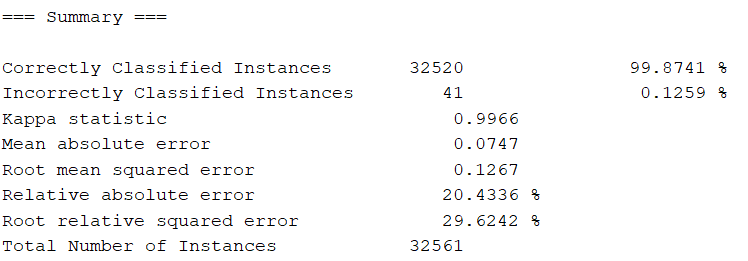 === Summary ===
Correctly Classified Instances 32520 99.8741 %
Incorrectly Classified Instances 41 0.1259 %
Kappa statistic 0.9966
Mean absolute error 0.0747
Root mean squared error 0.1267
Relative absolute error 20.4336 %
Root relative squared error 29.6242 %
Total Number of Instances 32561